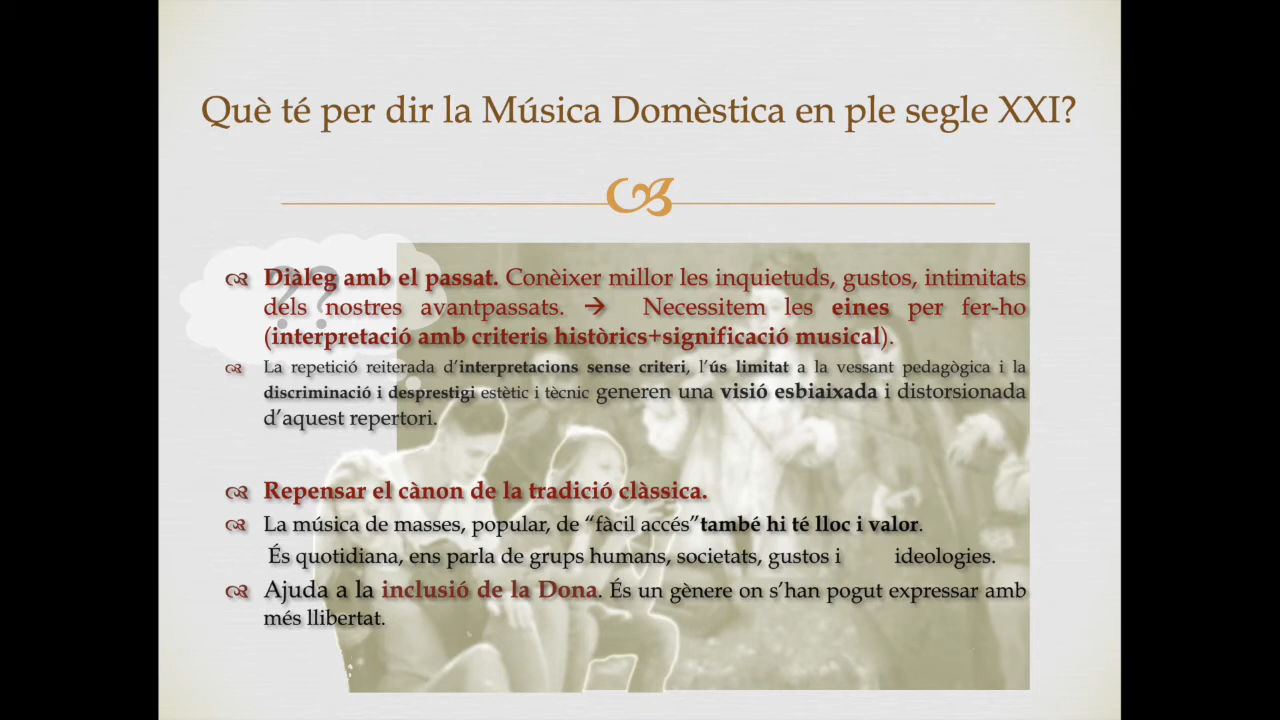 Què té per dir la Música Domèstica en ple segle XXI?
??
Diàleg amb el passat. Conèixer millor les inquietuds, gustos, intimitats
dels nostres avantpassats. → Necessitem les eines per fer-ho
(interpretació amb criteris històrics+significació musical).
La repetició reiterada d’interpretacions sense criteri, l’ús limitat a la vessant pedagògica i la
discriminació i desprestigi estètic i tècnic generen una visió esbiaixada i distorsionada
d’aquest repertori.
Repensar el cànon de la tradició clàssica.
La música de masses, popular, de “fàcil accés”també hi té lloc i valor.
És quotidiana, ens parla de grups humans, societats, gustos i ideologies.
Ajuda a la inclusió de la Dona. És un gènere on s’han pogut expressar amb
més llibertat.